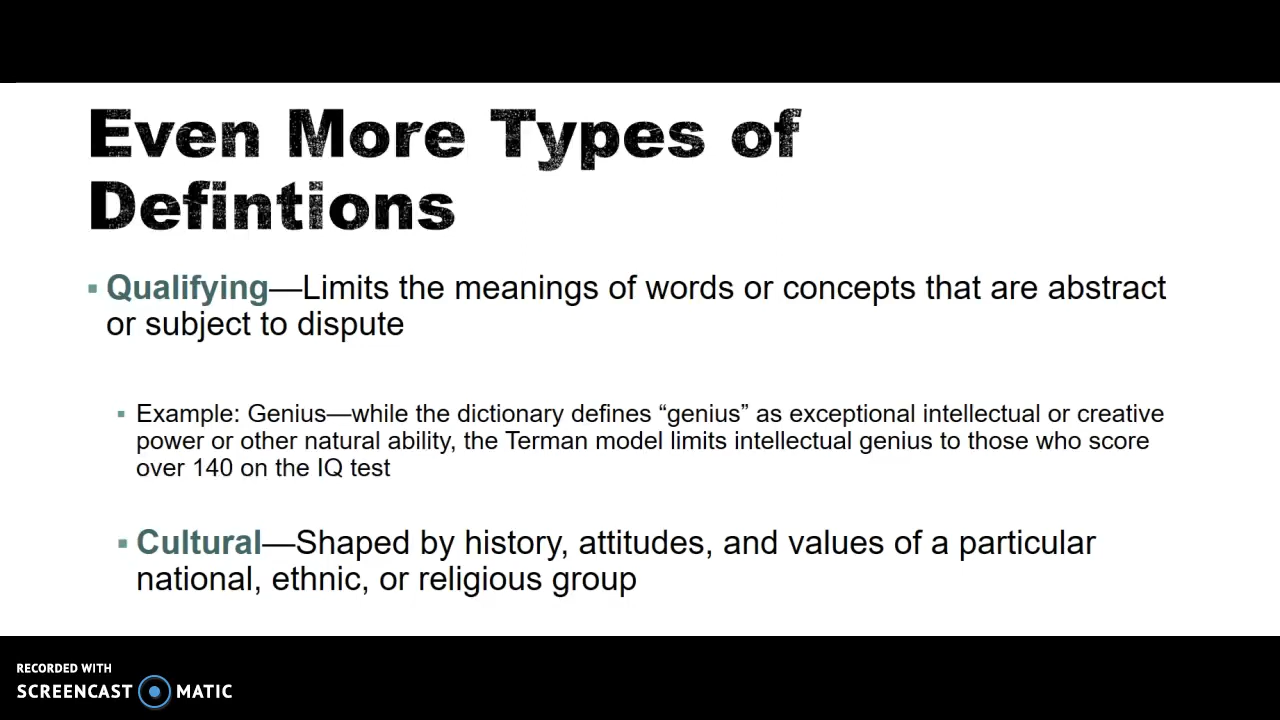 Even More Types of
Defintions
▪ Qualifying—Limits the meanings of words or concepts that are abstract
or subject to dispute
▪ Example: Genius—while the dictionary defines “genius” as exceptional intellectual or creative
power or other natural ability, the Terman model limits intellectual genius to those who score
over 140 on the IQ test
▪ Cultural—Shaped by history, attitudes, and values of a particular
national, ethnic, or religious group
RECORDED WITH
SCREENCAST MATIC